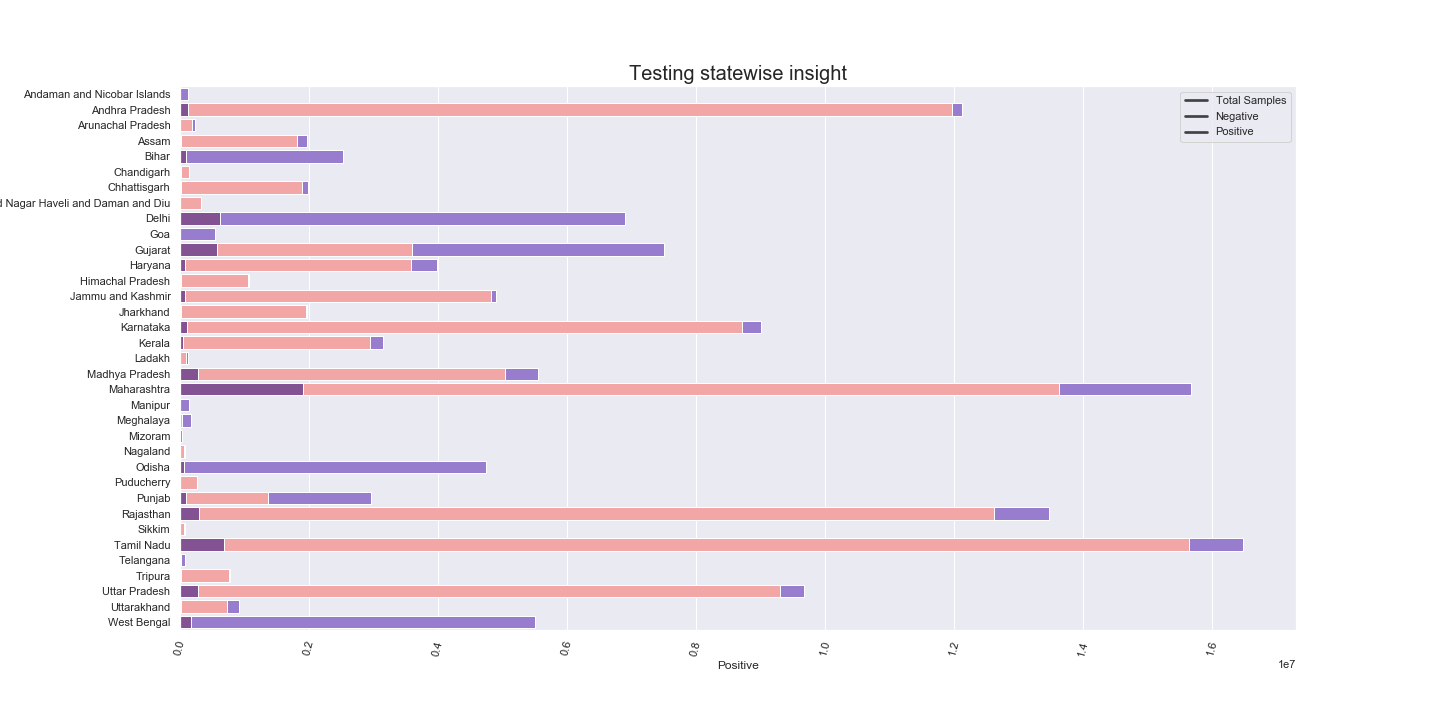 Testing statewise insight
Andaman and Nicobar Islands
Andhra Pradesh
Arunachal Pradesh
Assam
Bihar
Chandigarh
Chhattisgarh
Nagar Haveli and Daman and Diu
Delhi
Goa
Gujarat
Haryana
Himachal Pradesh
Jammu and Kashmir
Jharkhand
Karnataka
Kerala
Ladakh
Madhya Pradesh
Maharashtra
Manipur
Meghalaya
Mizoram
Nagaland
Odisha
Puducherry
Punjab
Rajasthan
Sikkim
Tamil Nadu
Telangana
Tripura
Uttar Pradesh
Uttarakhand
West Bengal
Total Samples
Negative
Positive
0.0 0.2 0.4 0.6 0.8 1.0 1.2 1.4 1.6
Positive
1e7